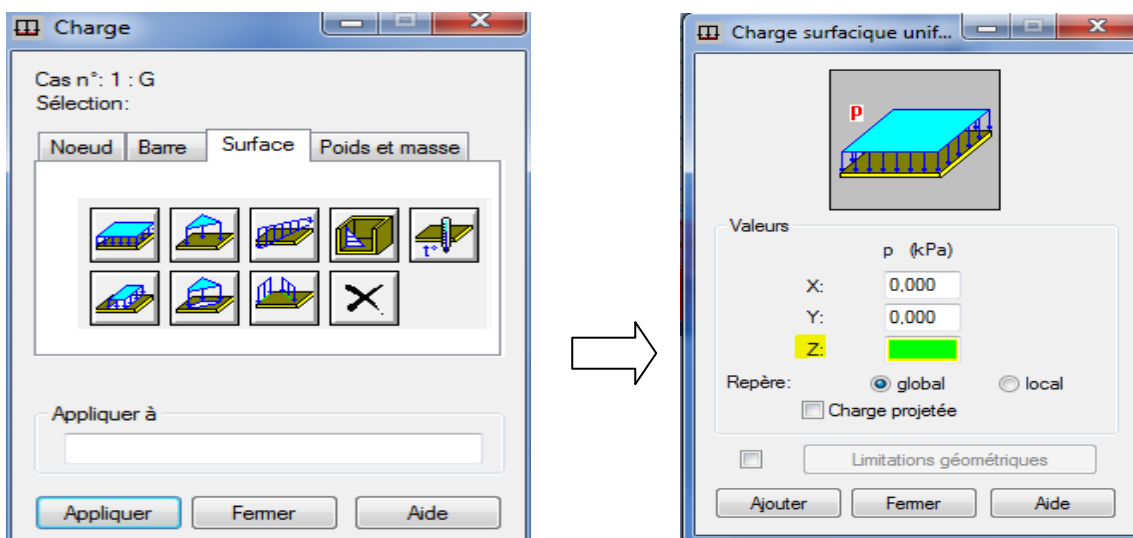 Charge
Cas n°: 1 : G
Sélection:
Noeud Barre Surface Poids et masse
t°
Appliquer à
Appliquer Fermer Aide
Charge surfacique unif...
P
Valeurs
p (kPa)
X: 0,000
Y: 0,000
Z:
Repère: global local
Charge projetée
Limitations géométriques
Ajouter Fermer Aide